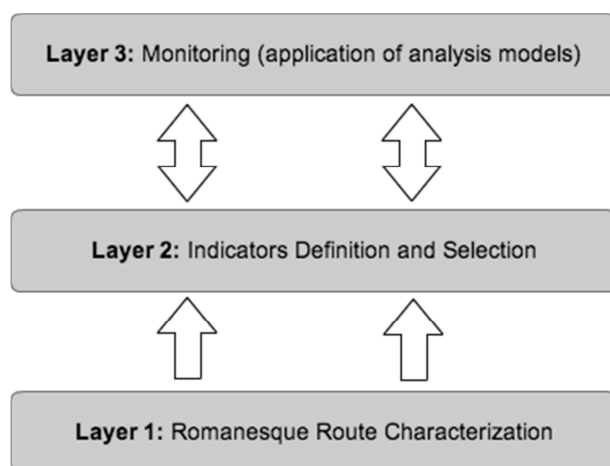 Layer 3: Monitoring (application of analysis models)
Layer 2: Indicators Definition and Selection
Layer 1: Romanesque Route Characterization